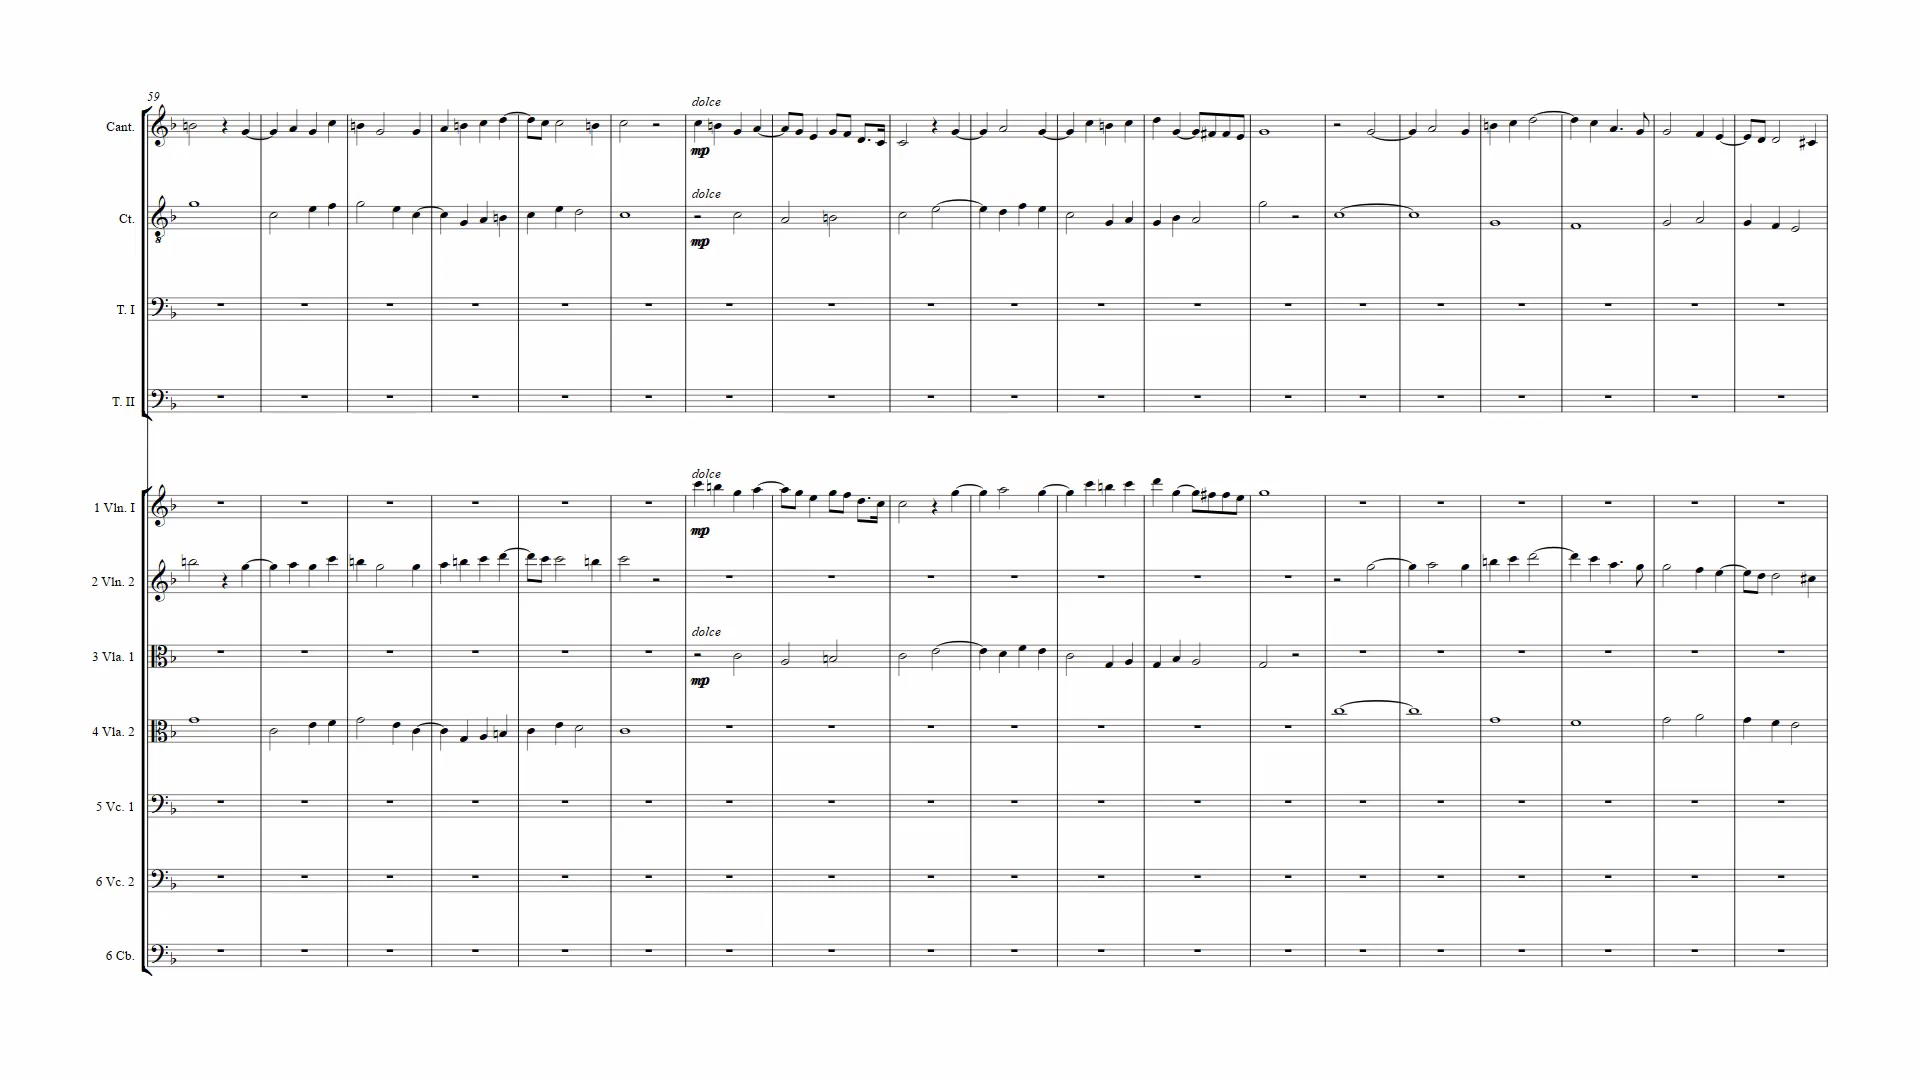 59
dolce
Cant.
mp
dolce
Ct.
8
mp
T. I
T. II
dolce
1 Vln. I
mp
2 Vln. 2
dolce
3 Vla. 1
mp
4 Vla. 2
5 Vc. 1
6 Vc. 2
6 Cb.